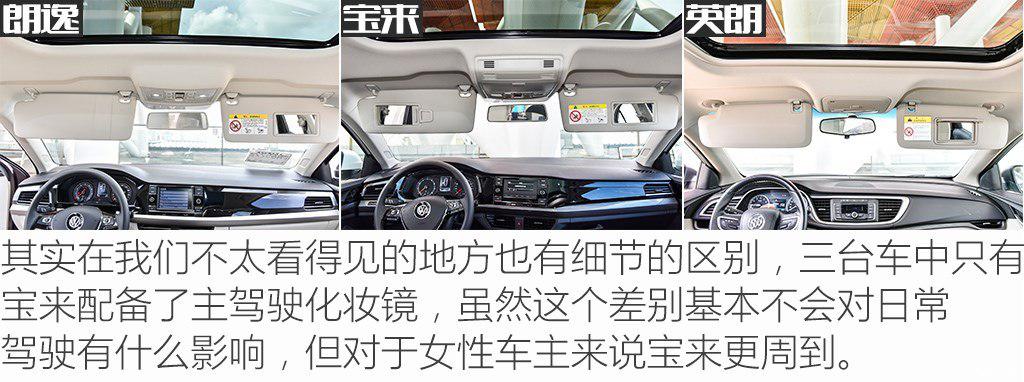 朗逸
宝来
英朗
其实在我们不太看得见的地方也有细节的区别，三台车中只有
宝来配备了主驾驶化妆镜，虽然这个差别基本不会对日常
驾驶有什么影响，但对于女性车主来说宝来更周到。